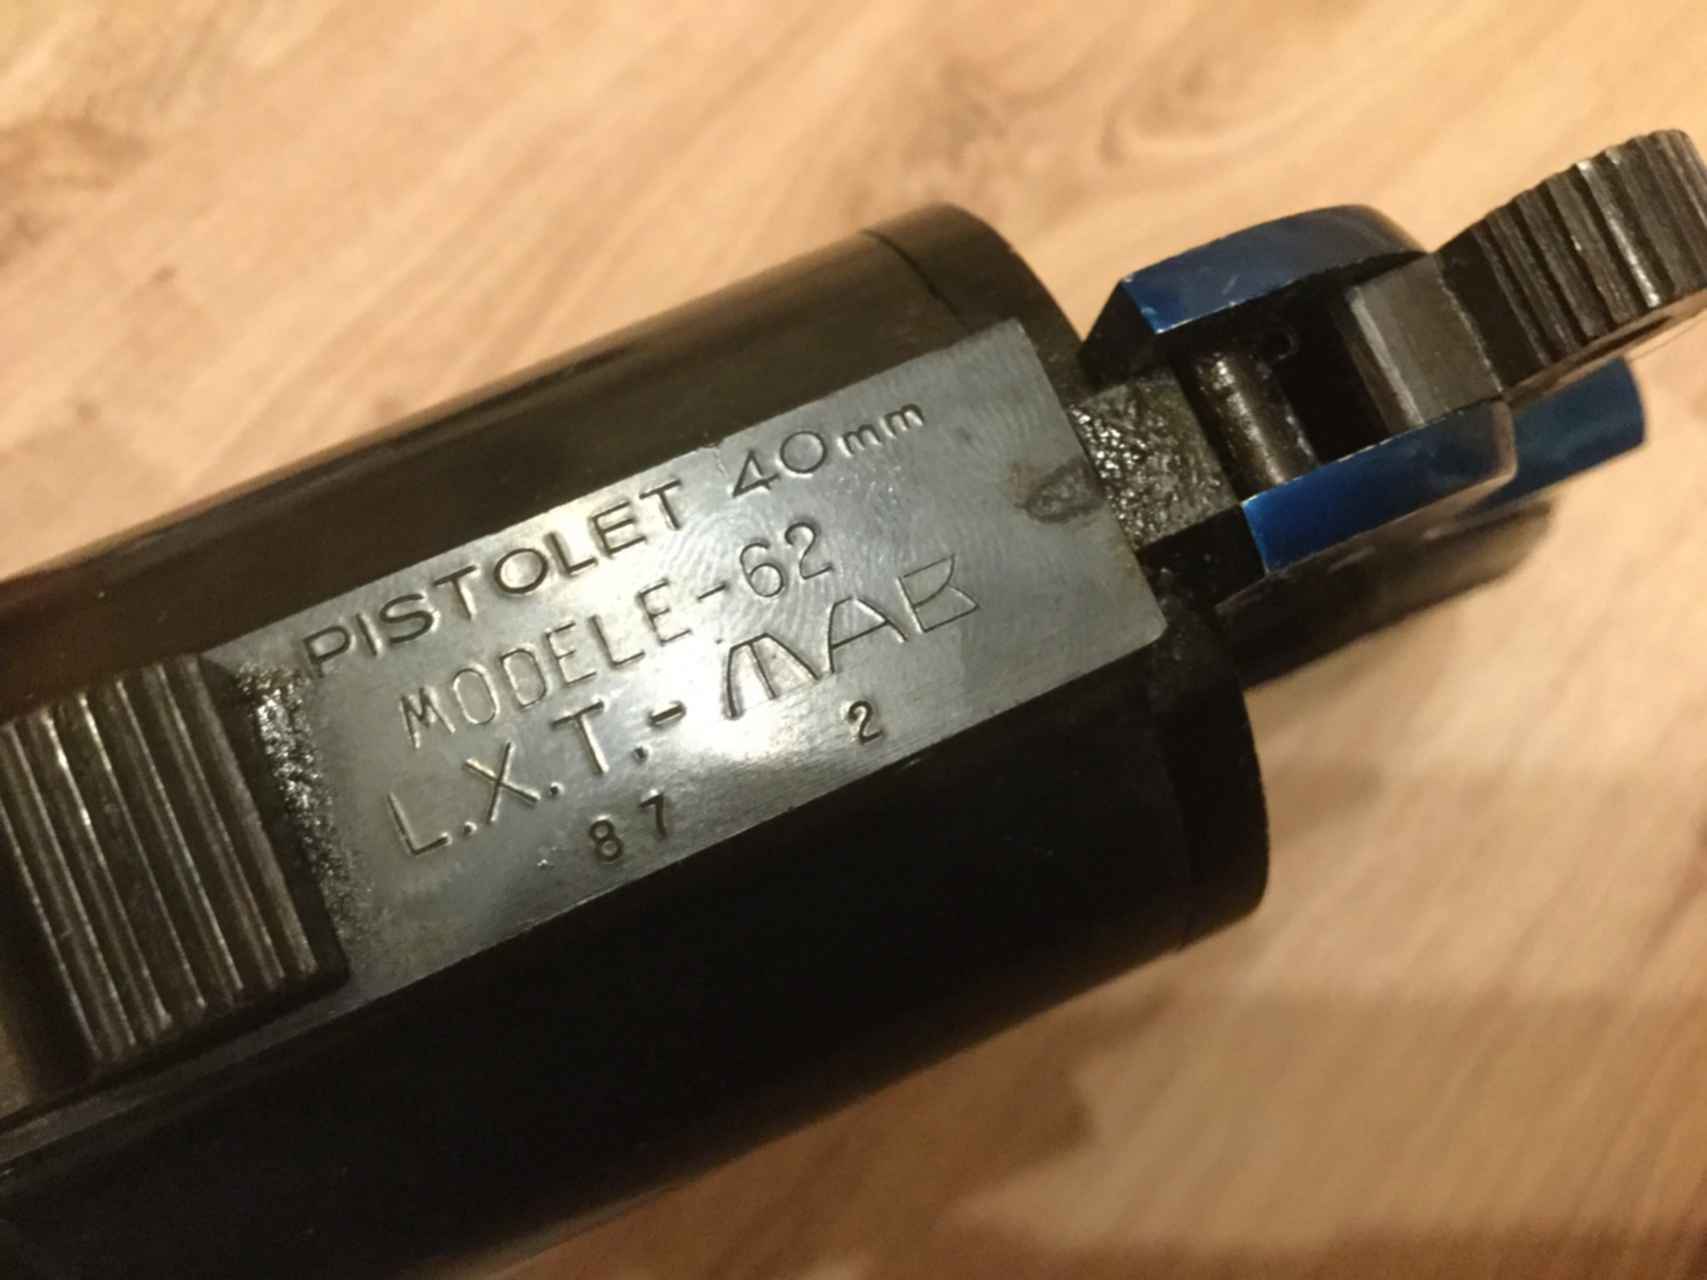 PISTOLET 40mm
MODELE-62
L.X.T.-MAB
87 2